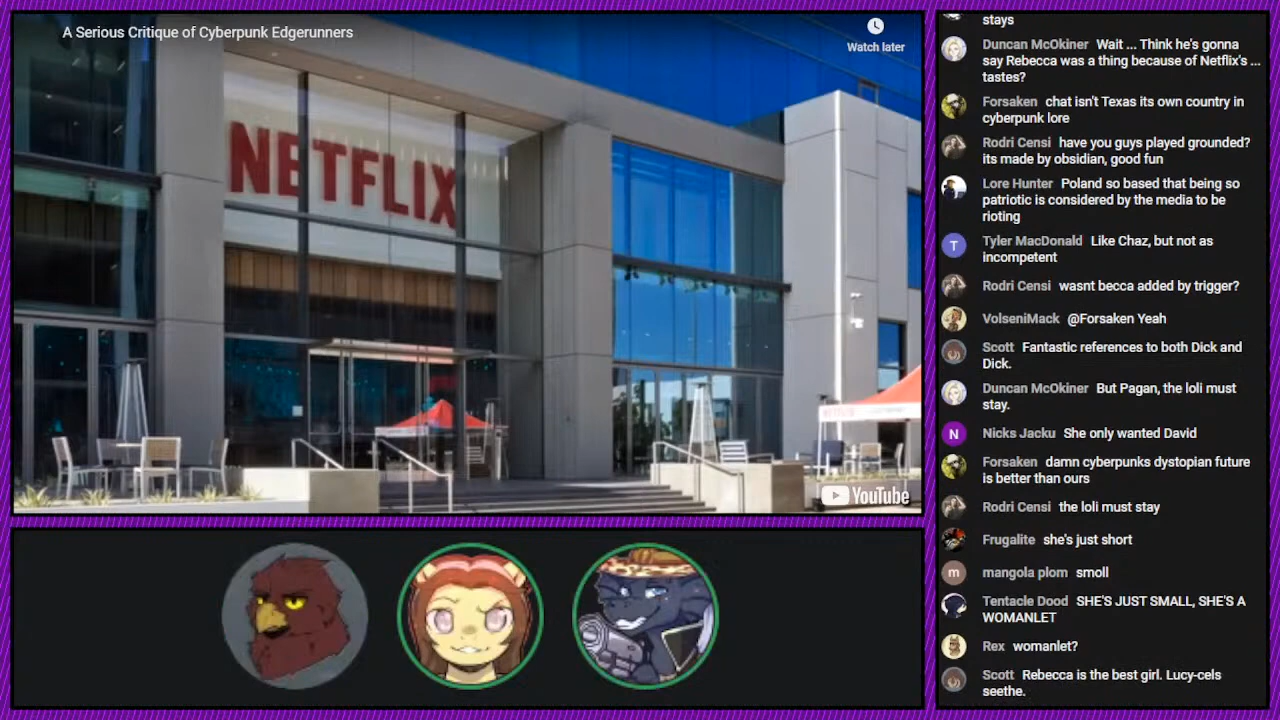 A Serious Critique of Cyberpunk Edgerunners
Watch later
NETFLIX
YouTube
stays
Duncan McOkiner Wait ... Think he's gonna
say Rebecca was a thing because of Netflix's ...
tastes?
Forsaken chat isn't Texas its own country in
cyberpunk lore
Rodri Censi have you guys played grounded?
its made by obsidian, good fun
Lore Hunter Poland so based that being so
patriotic is considered by the media to be
rioting
T
Tyler MacDonald Like Chaz, but not as
incompetent
Rodri Censi wasnt becca added by trigger?
VolseniMack @Forsaken Yeah
Scott Fantastic references to both Dick and
Dick.
Duncan McOkiner But Pagan, the loli must
stay.
N
Nicks Jacku She only wanted David
Forsaken damn cyberpunks dystopian future
is better than ours
Rodri Censi the loli must stay
Frugalite she's just short
m
mangola plom smoll
Tentacle Dood SHE'S JUST SMALL, SHE'S A
WOMANLET
Rex womanlet?
Scott Rebecca is the best girl. Lucy-cels
seethe.